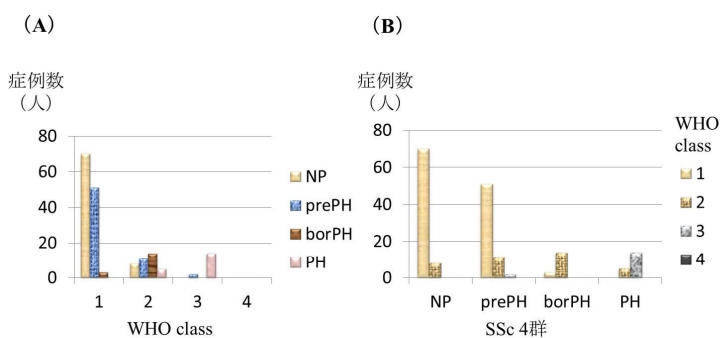 (A)
症例数
（人）
80
60
40
20
0
1 2 3 4
WHO class
NP
prePH
borPH
PH
(B)
症例数
（人）
80
60
40
20
0
NP prePH borPH PH
SSc 4群
WHO
class
1
2
3
4